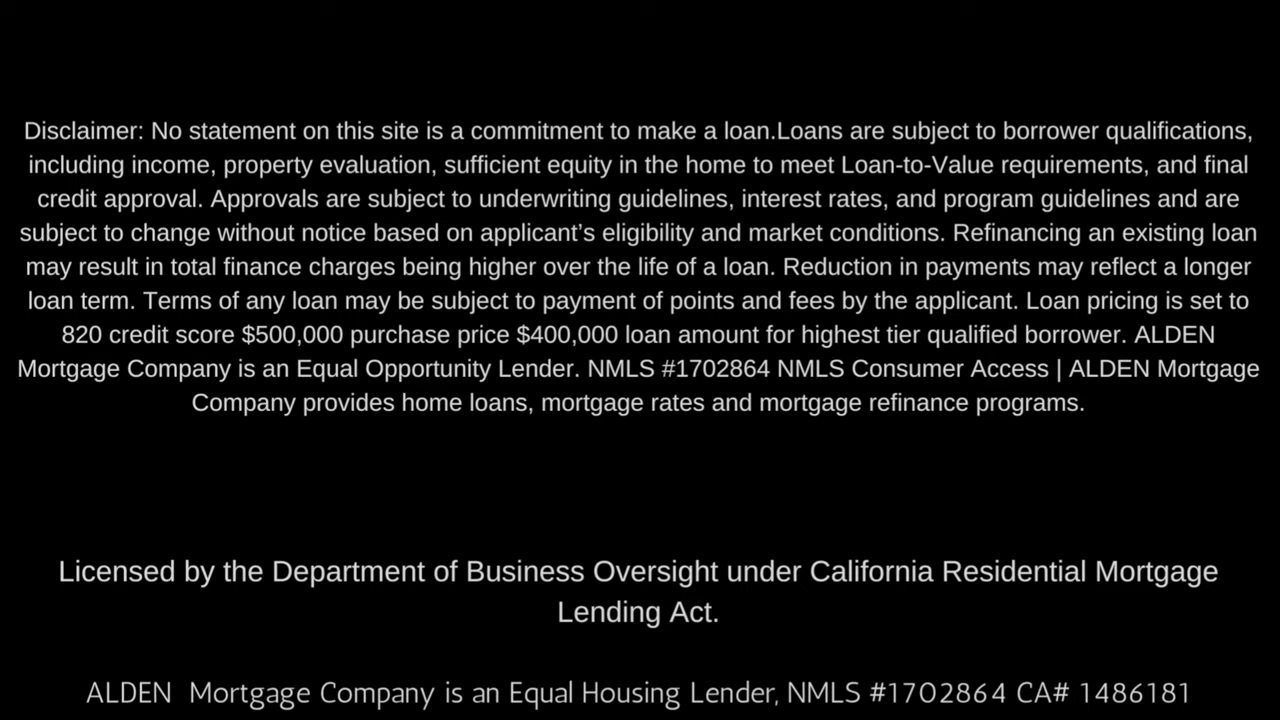 Disclaimer: No statement on this site is a commitment to make a loan.Loans are subject to borrower qualifications,
including income, property evaluation, sufficient equity in the home to meet Loan-to-Value requirements, and final
credit approval. Approvals are subject to underwriting guidelines, interest rates, and program guidelines and are
subject to change without notice based on applicant’s eligibility and market conditions. Refinancing an existing loan
may result in total finance charges being higher over the life of a loan. Reduction in payments may reflect a longer
loan term. Terms of any loan may be subject to payment of points and fees by the applicant. Loan pricing is set to
820 credit score $500,000 purchase price $400,000 loan amount for highest tier qualified borrower. ALDEN
Mortgage Company is an Equal Opportunity Lender. NMLS #1702864 NMLS Consumer Access | ALDEN Mortgage
Company provides home loans, mortgage rates and mortgage refinance programs.
Licensed by the Department of Business Oversight under California Residential Mortgage
Lending Act.
ALDEN  Mortgage Company is an Equal Housing Lender, NMLS #1702864 CA# 1486181